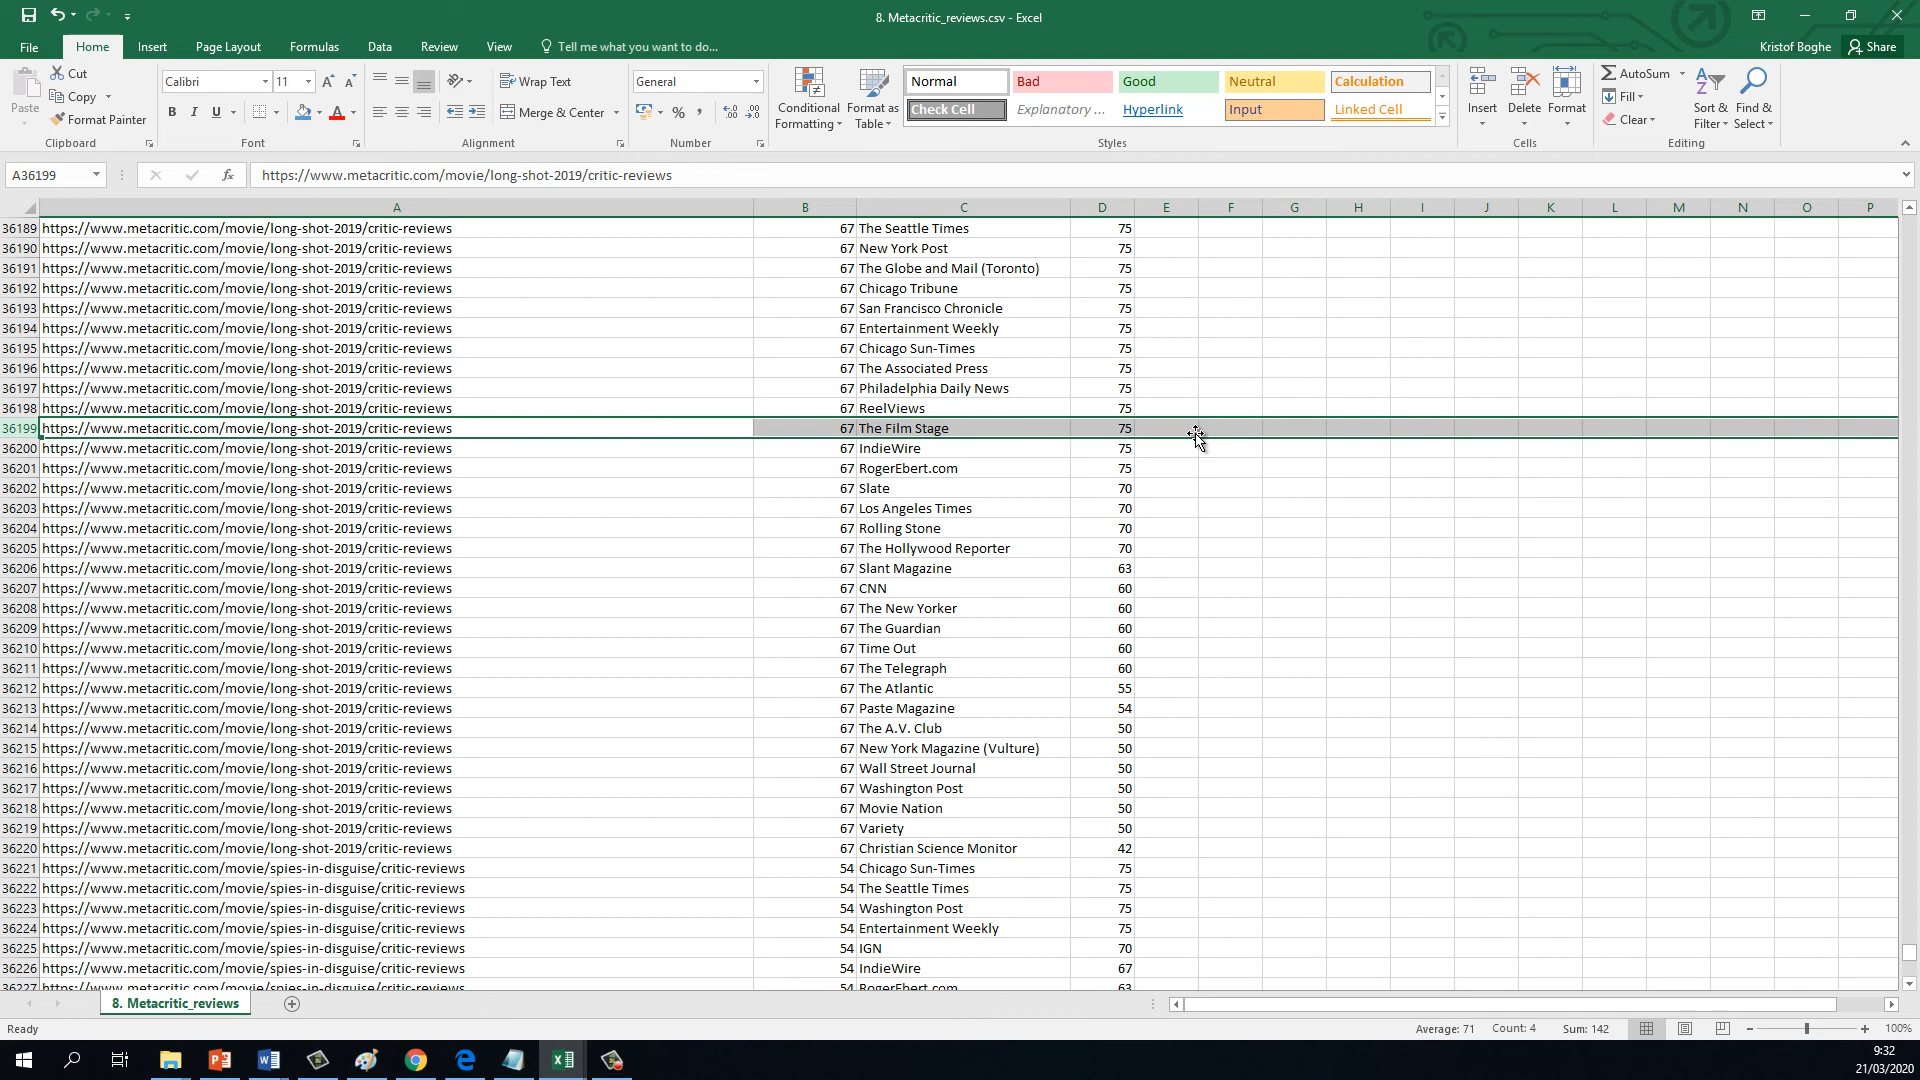 8. Metacritic_reviews.csv - Excel
File Home Insert Page Layout Formulas Data Review View Tell me what you want to do... Kristof Boghe Share
Paste Cut Copy Format Painter Clipboard
Calibri 11 B I U Font
Wrap Text Merge & Center Alignment
General % Number
Conditional Formatting Format as Table
Normal Bad Good Neutral Calculation
Check Cell Explanatory ... Hyperlink Input Linked Cell
Styles
Insert Delete Format Cells
AutoSum Fill Clear Sort & Filter Find & Select Editing
A36199 fx https://www.metacritic.com/movie/long-shot-2019/critic-reviews
A B C D E F G H I J K L M N O P
36189 https://www.metacritic.com/movie/long-shot-2019/critic-reviews 67 The Seattle Times 75
36190 https://www.metacritic.com/movie/long-shot-2019/critic-reviews 67 New York Post 75
36191 https://www.metacritic.com/movie/long-shot-2019/critic-reviews 67 The Globe and Mail (Toronto) 75
36192 https://www.metacritic.com/movie/long-shot-2019/critic-reviews 67 Chicago Tribune 75
36193 https://www.metacritic.com/movie/long-shot-2019/critic-reviews 67 San Francisco Chronicle 75
36194 https://www.metacritic.com/movie/long-shot-2019/critic-reviews 67 Entertainment Weekly 75
36195 https://www.metacritic.com/movie/long-shot-2019/critic-reviews 67 Chicago Sun-Times 75
36196 https://www.metacritic.com/movie/long-shot-2019/critic-reviews 67 The Associated Press 75
36197 https://www.metacritic.com/movie/long-shot-2019/critic-reviews 67 Philadelphia Daily News 75
36198 https://www.metacritic.com/movie/long-shot-2019/critic-reviews 67 ReelViews 75
36199 https://www.metacritic.com/movie/long-shot-2019/critic-reviews 67 The Film Stage 75
36200 https://www.metacritic.com/movie/long-shot-2019/critic-reviews 67 IndieWire 75
36201 https://www.metacritic.com/movie/long-shot-2019/critic-reviews 67 RogerEbert.com 75
36202 https://www.metacritic.com/movie/long-shot-2019/critic-reviews 67 Slate 70
36203 https://www.metacritic.com/movie/long-shot-2019/critic-reviews 67 Los Angeles Times 70
36204 https://www.metacritic.com/movie/long-shot-2019/critic-reviews 67 Rolling Stone 70
36205 https://www.metacritic.com/movie/long-shot-2019/critic-reviews 67 The Hollywood Reporter 70
36206 https://www.metacritic.com/movie/long-shot-2019/critic-reviews 67 Slant Magazine 63
36207 https://www.metacritic.com/movie/long-shot-2019/critic-reviews 67 CNN 60
36208 https://www.metacritic.com/movie/long-shot-2019/critic-reviews 67 The New Yorker 60
36209 https://www.metacritic.com/movie/long-shot-2019/critic-reviews 67 The Guardian 60
36210 https://www.metacritic.com/movie/long-shot-2019/critic-reviews 67 Time Out 60
36211 https://www.metacritic.com/movie/long-shot-2019/critic-reviews 67 The Telegraph 60
36212 https://www.metacritic.com/movie/long-shot-2019/critic-reviews 67 The Atlantic 55
36213 https://www.metacritic.com/movie/long-shot-2019/critic-reviews 67 Paste Magazine 54
36214 https://www.metacritic.com/movie/long-shot-2019/critic-reviews 67 The A.V. Club 50
36215 https://www.metacritic.com/movie/long-shot-2019/critic-reviews 67 New York Magazine (Vulture) 50
36216 https://www.metacritic.com/movie/long-shot-2019/critic-reviews 67 Wall Street Journal 50
36217 https://www.metacritic.com/movie/long-shot-2019/critic-reviews 67 Washington Post 50
36218 https://www.metacritic.com/movie/long-shot-2019/critic-reviews 67 Movie Nation 50
36219 https://www.metacritic.com/movie/long-shot-2019/critic-reviews 67 Variety 50
36220 https://www.metacritic.com/movie/long-shot-2019/critic-reviews 67 Christian Science Monitor 42
36221 https://www.metacritic.com/movie/spies-in-disguise/critic-reviews 54 Chicago Sun-Times 75
36222 https://www.metacritic.com/movie/spies-in-disguise/critic-reviews 54 The Seattle Times 75
36223 https://www.metacritic.com/movie/spies-in-disguise/critic-reviews 54 Washington Post 75
36224 https://www.metacritic.com/movie/spies-in-disguise/critic-reviews 54 Entertainment Weekly 75
36225 https://www.metacritic.com/movie/spies-in-disguise/critic-reviews 54 IGN 70
36226 https://www.metacritic.com/movie/spies-in-disguise/critic-reviews 54 IndieWire 67
36227 https://www.metacritic.com/movie/spies-in-disguise/critic-reviews 54 RogerEbert.com 63
8. Metacritic_reviews
Ready Average: 71 Count: 4 Sum: 142 100%
9:32
21/03/2020